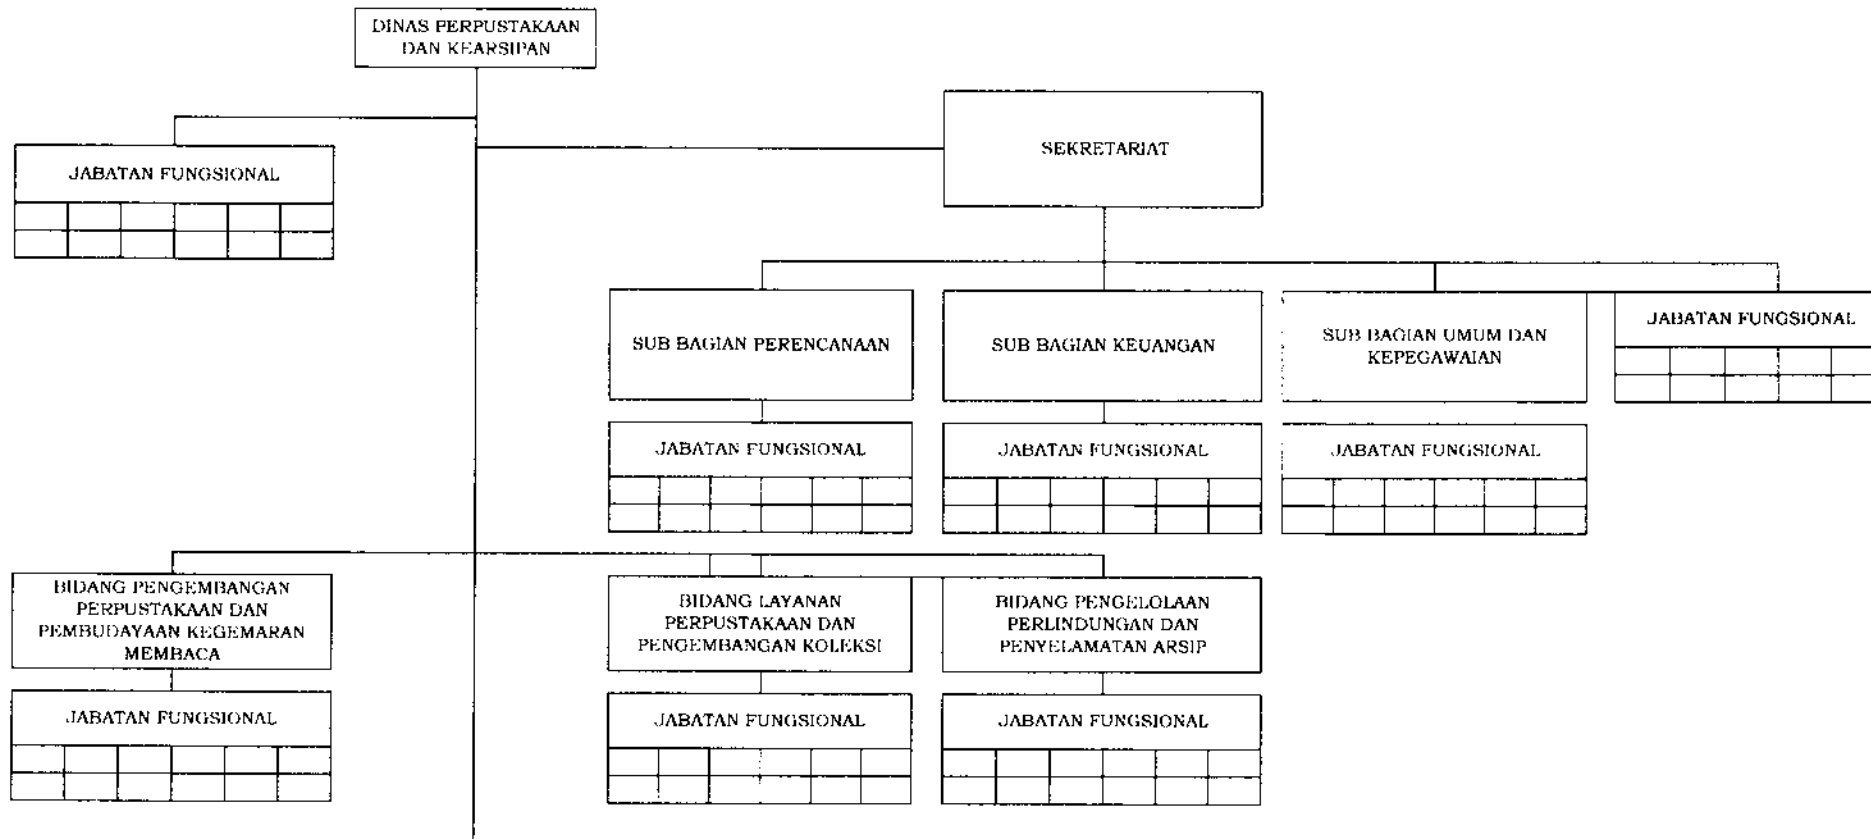 DINAS PERPUSTAKAAN
DAN KEARSIPAN
SEKRETARIAT
JABATAN FUNGSIONAL
SUB BAGIAN PERENCANAAN
SUB BAGIAN KEUANGAN
SUB BAGIAN UMUM DAN
KEPEGAWAIAN
JABATAN FUNGSIONAL
JABATAN FUNGSIONAL
JABATAN FUNGSIONAL
JABATAN FUNGSIONAL
BIDANG PENGEMBANGAN
PERPUSTAKAAN DAN
PEMBUDAYAAN KEGEMARAN
MEMBACA
BIDANG LAYANAN
PERPUSTAKAAN DAN
PENGEMBANGAN KOLEKSI
BIDANG PENGELOLAAN
PERLINDUNGAN DAN
PENYELAMATAN ARSIP
JABATAN FUNGSIONAL
JABATAN FUNGSIONAL
JABATAN FUNGSIONAL